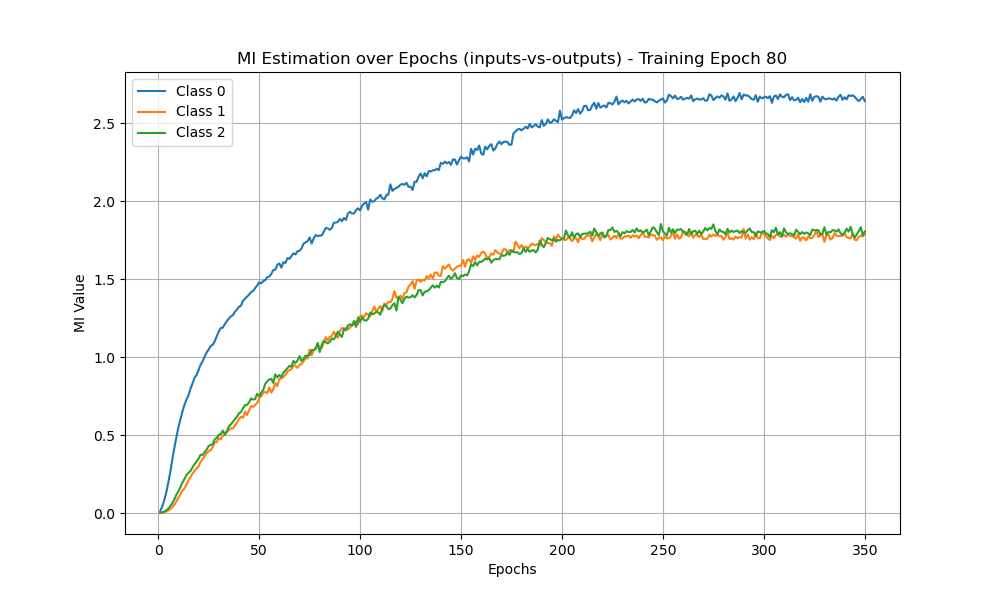 MI Estimation over Epochs (inputs-vs-outputs) - Training Epoch 80
Class 0
Class 1
Class 2
MI Value
2.5
2.0
1.5
1.0
0.5
0.0
0 50 100 150 200 250 300 350
Epochs